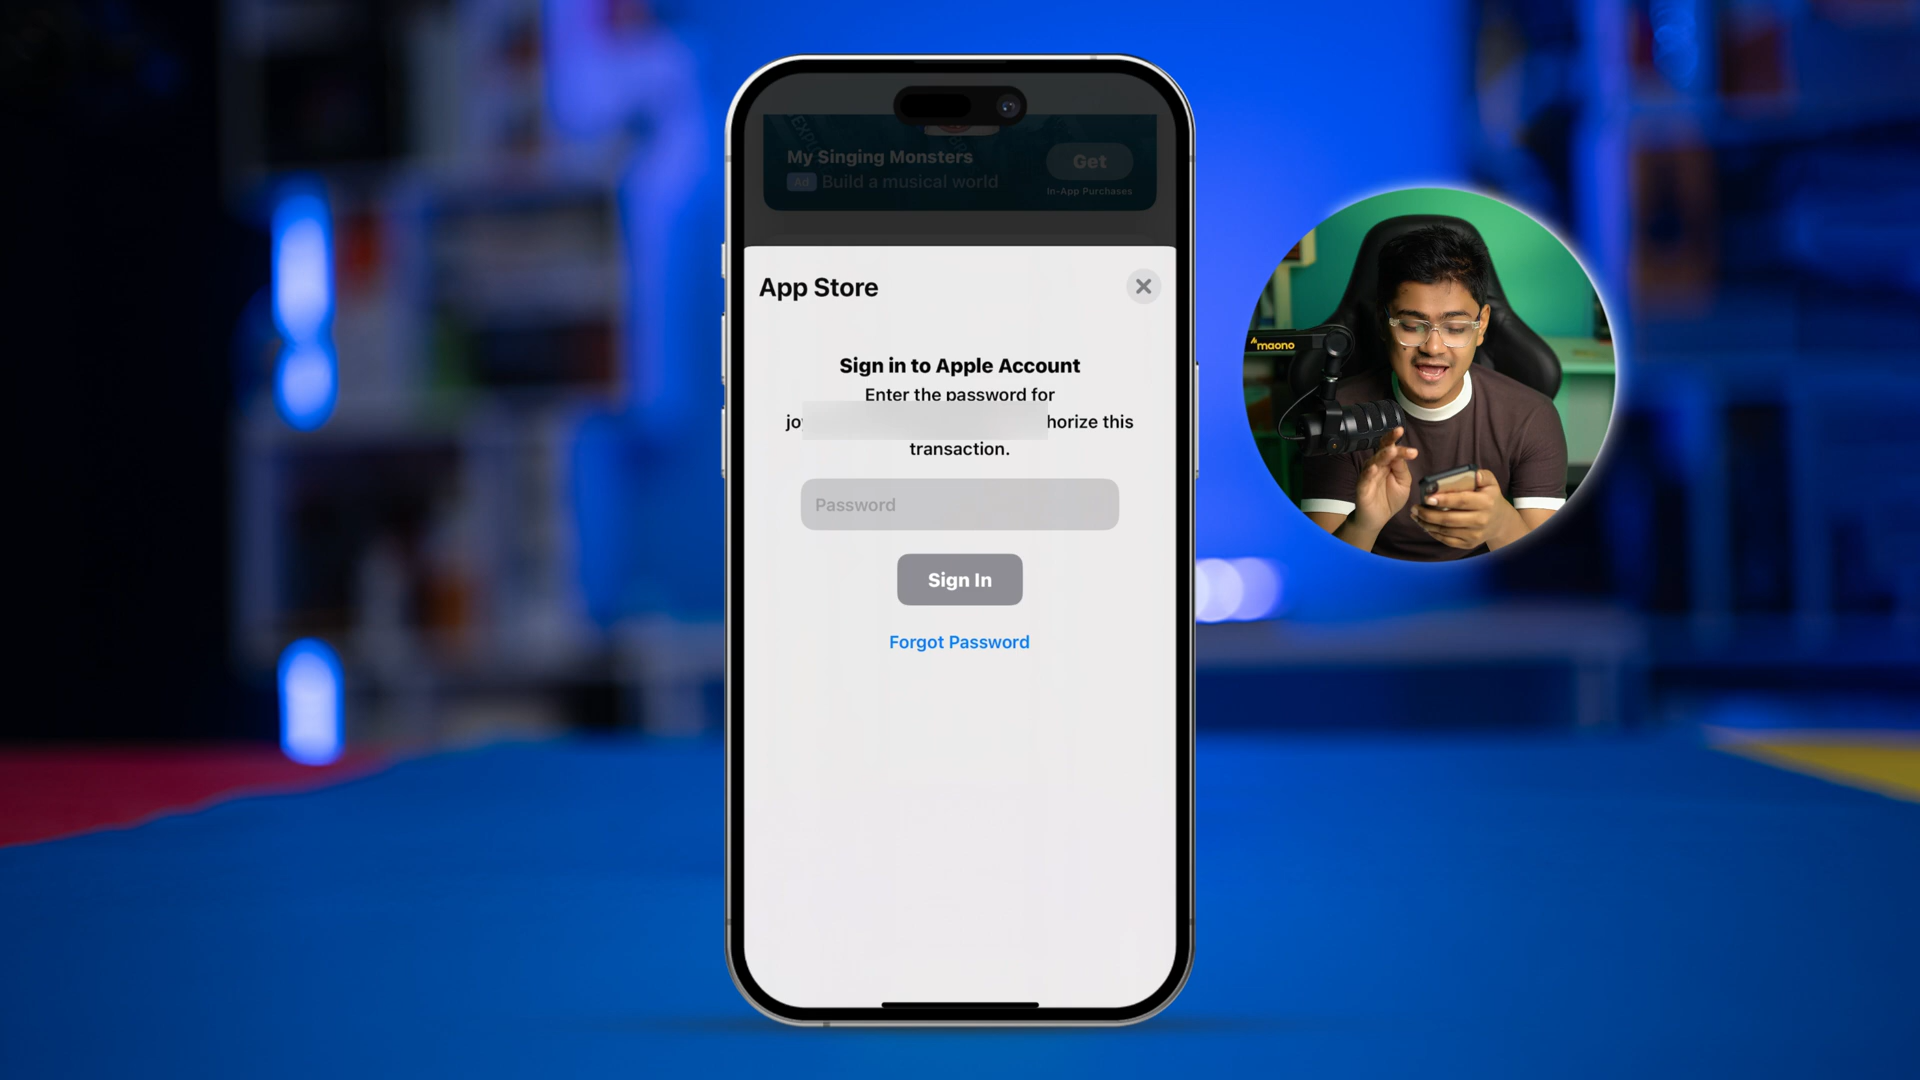 My Singing Monsters
Ad Build a musical world
Get
In-App Purchases
App Store
Sign in to Apple Account
Enter the password for
joy horize this
transaction.
Password
Sign In
Forgot Password
maono